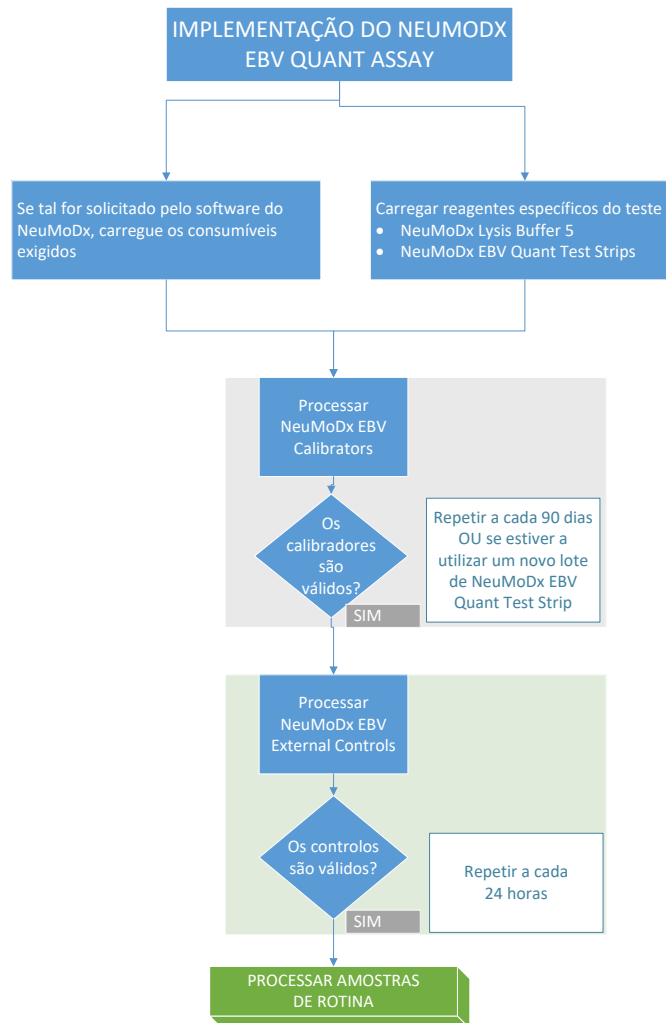 IMPLEMENTAÇÃO DO NEUMODX
EBV QUANT ASSAY
Se tal for solicitado pelo software do
NeuMoDx, carregue os consumíveis
exigidos
Carregar reagentes específicos do teste
• NeuMoDx Lysis Buffer 5
• NeuMoDx EBV Quant Test Strips
Processar
NeuMoDx EBV
Calibrators
Os
calibradores
são
válidos?
SIM
Repetir a cada 90 dias
OU se estiver a
utilizar um novo lote
de NeuMoDx EBV
Quant Test Strip
Processar
NeuMoDx EBV
External Controls
Os controlos
são válidos?
SIM
Repetir a cada
24 horas
PROCESSAR AMOSTRAS
DE ROTINA